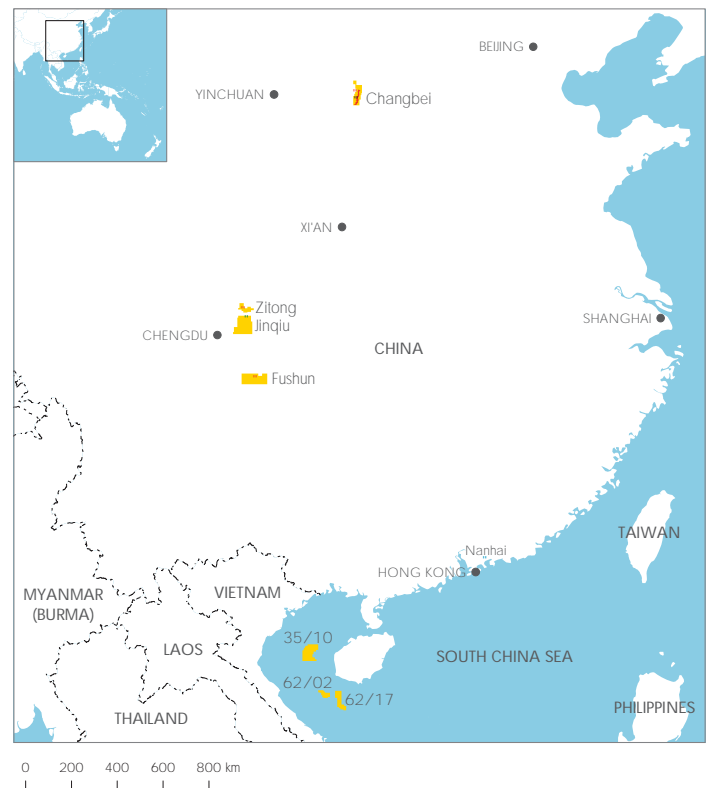 BEIJING
YINCHUAN
Changbei
XI'AN
Zitong
Jinqiu
SHANGHAI
CHENGDU
CHINA
Fushun
TAIWAN
Nanhai
HONG KONG
MYANMAR
(BURMA)
VIETNAM
35/10
LAOS
SOUTH CHINA SEA
62/02
62/17
PHILIPPINES
THAILAND
0 200 400 600 800 km